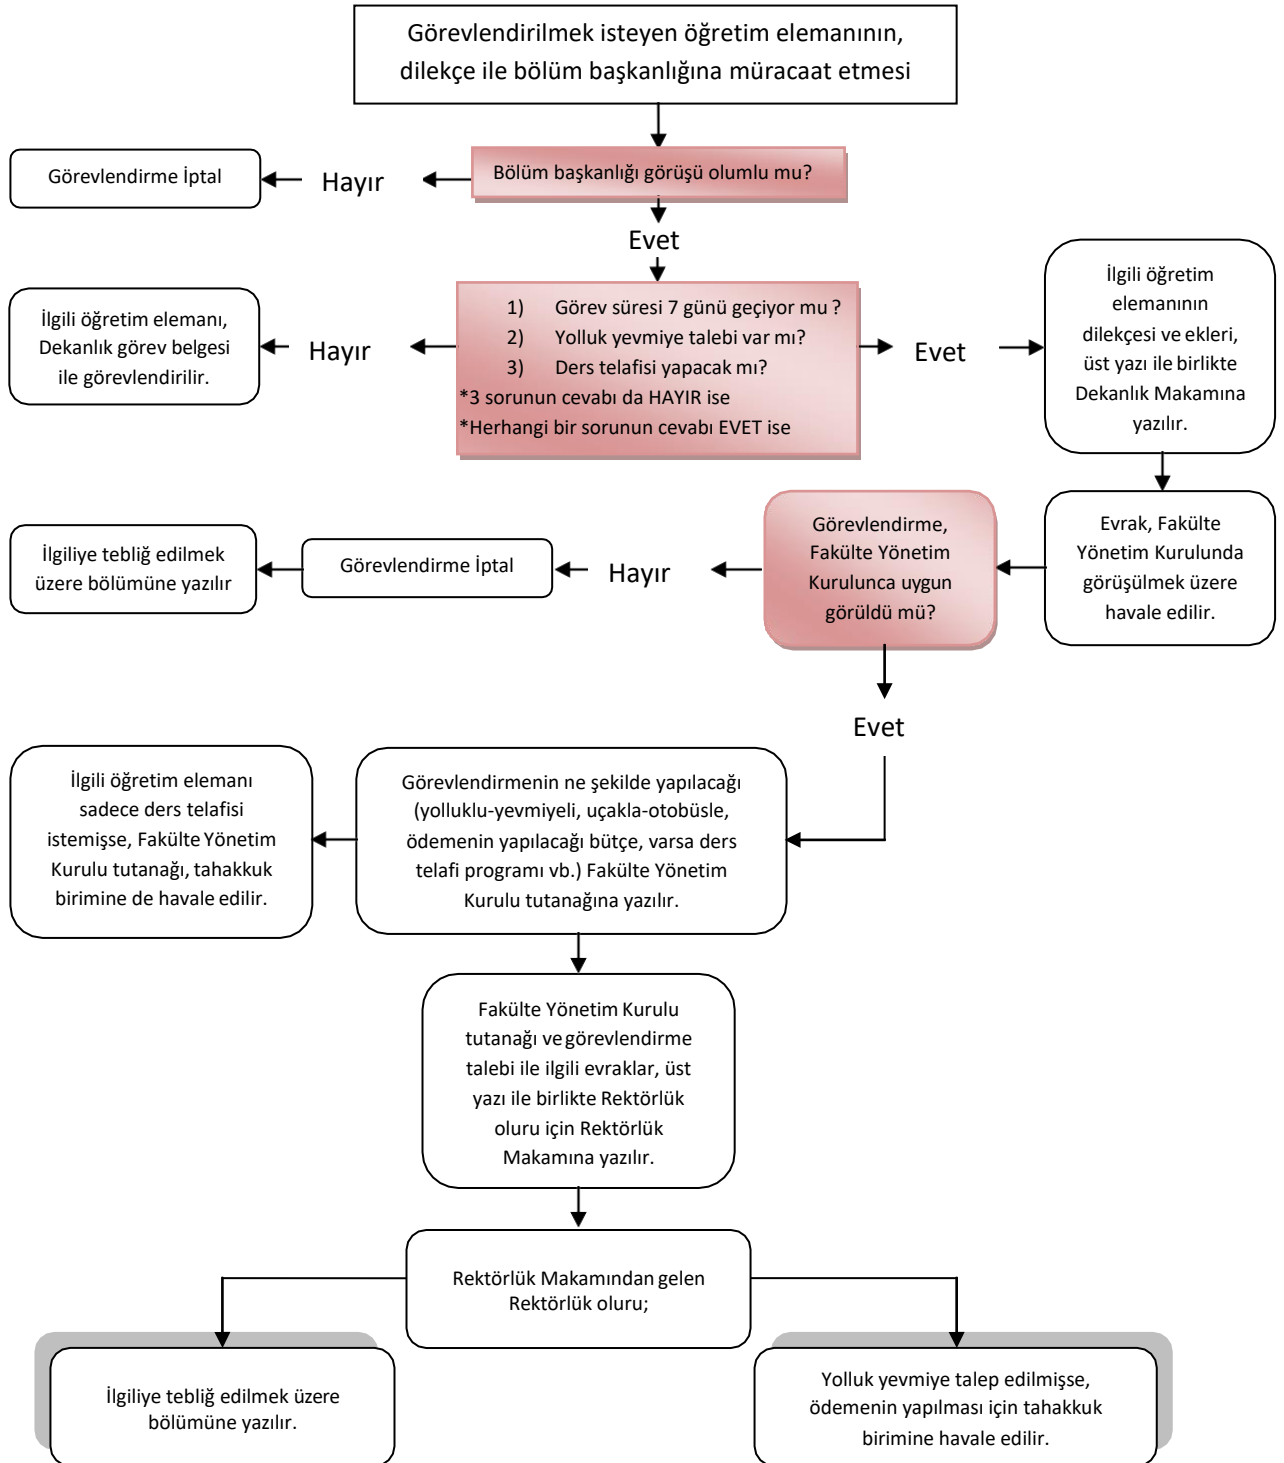 Görevlendirilmek isteyen öğretim elemanının,
dilekçe ile bölüm başkanlığına müracaat etmesi
Görevlendirme İptal
Hayır
Bölüm başkanlığı görüşü olumlu mu?
Evet
İlgili öğretim elemanı,
Dekanlık görev belgesi
ile görevlendirilir.
Hayır
1) Görev süresi 7 günü geçiyor mu ?
2) Yolluk yevmiye talebi var mı?
3) Ders telafisi yapacak mı?
*3 sorunun cevabı da HAYIR ise
*Herhangi bir sorunun cevabı EVET ise
Evet
İlgili öğretim
elemanının
dilekçesi ve ekleri,
üst yazı ile birlikte
Dekanlık Makamına
yazılır.
İlgiliye tebliğ edilmek
üzere bölümüne yazılır
Görevlendirme İptal
Hayır
Görevlendirme,
Fakülte Yönetim
Kurulunca uygun
görüldü mü?
Evrak, Fakülte
Yönetim Kurulunda
görüşülmek üzere
havale edilir.
Evet
İlgili öğretim elemanı
sadece ders telafisi
istemişse, Fakülte Yönetim
Kurulu tutanağı, tahakkuk
birimine de havale edilir.
Görevlendirmenin ne şekilde yapılacağı
(yolluklu-yevmiyeli, uçakla-otobüsle,
ödemenin yapılacağı bütçe, varsa ders
telafi programı vb.) Fakülte Yönetim
Kurulu tutanağına yazılır.
Fakülte Yönetim Kurulu
tutanağı ve görevlendirme
talebi ile ilgili evraklar, üst
yazı ile birlikte Rektörlük
oluru için Rektörlük
Makamına yazılır.
Rektörlük Makamından gelen
Rektörlük oluru;
İlgiliye tebliğ edilmek üzere
bölümüne yazılır.
Yolluk yevmiye talep edilmişse,
ödemenin yapılması için tahakkuk
birimine havale edilir.